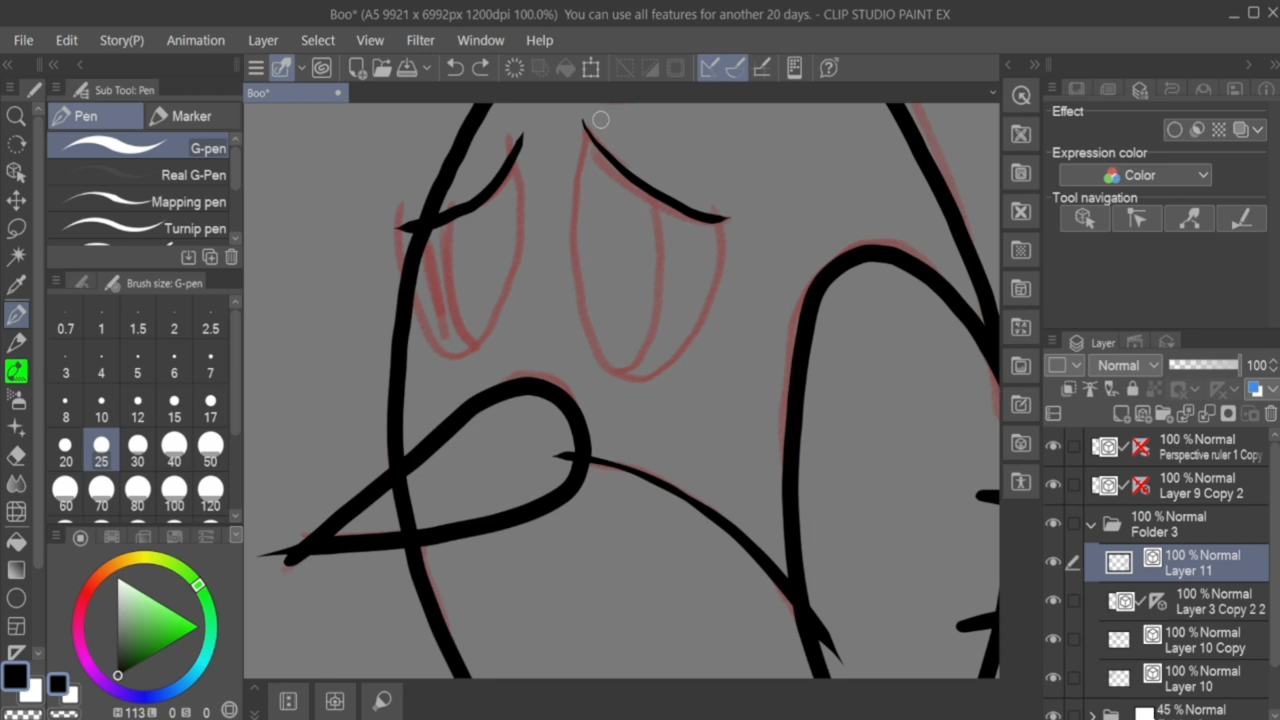 Boo* (A5 9921 x 6992px 1200dpi 100.0%)  You can use all features for another 20 days. - CLIP STUDIO PAINT EX
File Edit Story(P) Animation Layer Select View Filter Window Help
Sub Tool: Pen
Boo*
Pen Marker
G-pen
Real G-Pen
Mapping pen
Turnip pen
Brush size: G-pen
0.7 1 1.5 2 2.5
3 4 5 6 7
8 10 12 15 17
20 25 30 40 50
60 70 80 100 120
H 113 L 0 S 0
Effect
Expression color
Color
Tool navigation
Layer
Normal 100
100 % Normal
Perspective ruler 1 Copy
100 % Normal
Layer 9 Copy 2
100 % Normal
Folder 3
100 % Normal
Layer 11
100 % Normal
Layer 3 Copy 2 2
100 % Normal
Layer 10 Copy
100 % Normal
Layer 10
45 % Normal